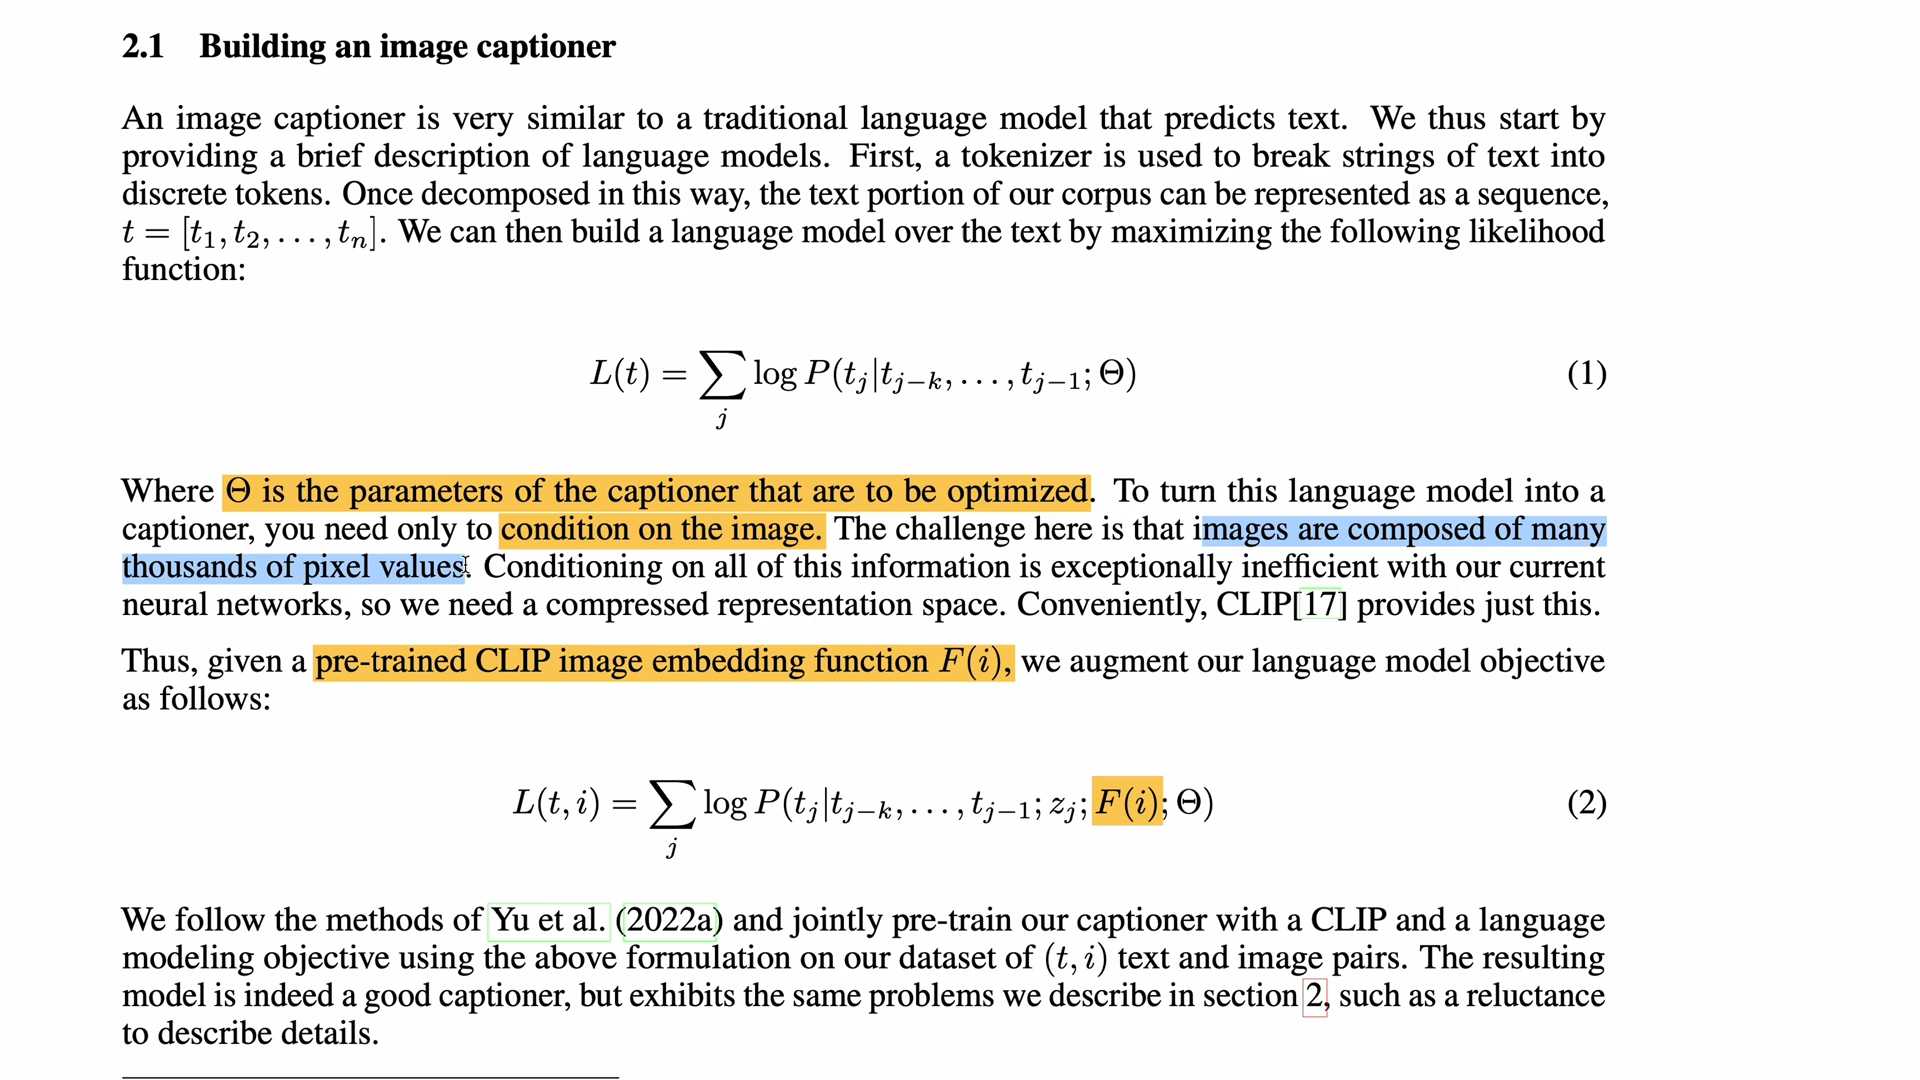 2.1 Building an image captioner
An image captioner is very similar to a traditional language model that predicts text. We thus start by
providing a brief description of language models. First, a tokenizer is used to break strings of text into
discrete tokens. Once decomposed in this way, the text portion of our corpus can be represented as a sequence,
t = [t₁, t₂, . . . , tₙ]. We can then build a language model over the text by maximizing the following likelihood
function:
L(t) = ∑_j log P(t_j|t_{j−k}, . . . , t_{j−1}; Θ) (1)
Where Θ is the parameters of the captioner that are to be optimized. To turn this language model into a
captioner, you need only to condition on the image. The challenge here is that images are composed of many
thousands of pixel values. Conditioning on all of this information is exceptionally inefficient with our current
neural networks, so we need a compressed representation space. Conveniently, CLIP[17] provides just this.
Thus, given a pre-trained CLIP image embedding function F(i), we augment our language model objective
as follows:
L(t, i) = ∑_j log P(t_j|t_{j−k}, . . . , t_{j−1}; z_j; F(i); Θ) (2)
We follow the methods of Yu et al. (2022a) and jointly pre-train our captioner with a CLIP and a language
modeling objective using the above formulation on our dataset of (t, i) text and image pairs. The resulting
model is indeed a good captioner, but exhibits the same problems we describe in section 2, such as a reluctance
to describe details.